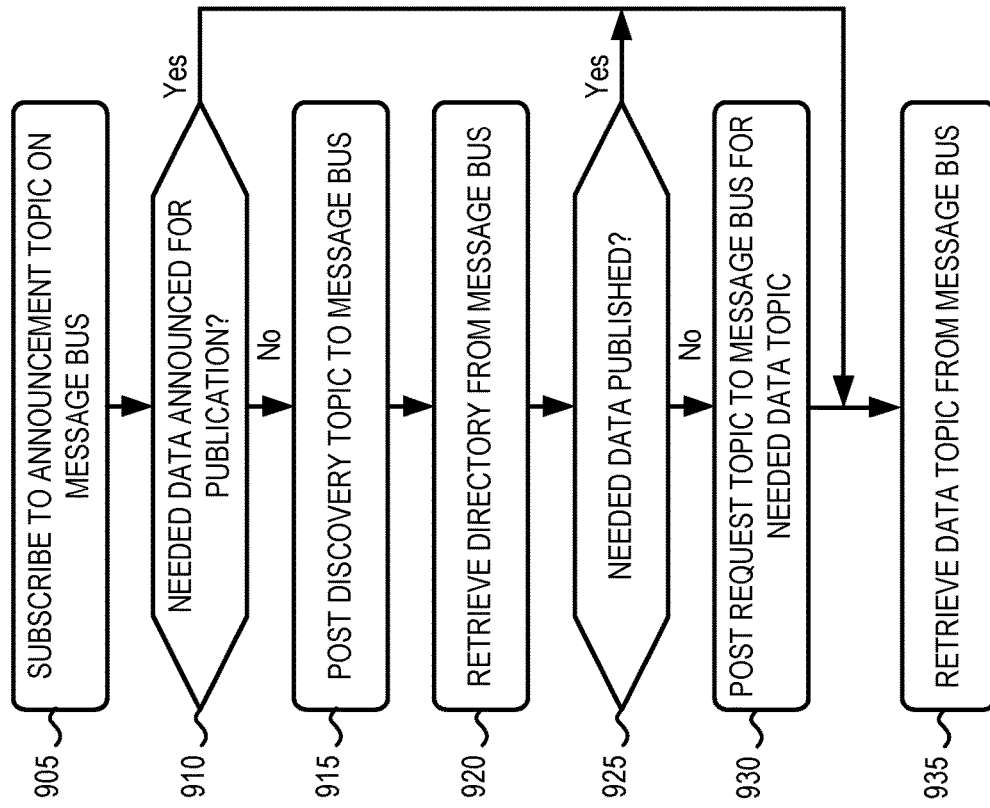 905
SUBSCRIBE TO ANNOUNCEMENT TOPIC ON
MESSAGE BUS
910
NEEDED DATA ANNOUNCED FOR
PUBLICATION?
Yes
No
915
POST DISCOVERY TOPIC TO MESSAGE BUS
920
RETRIEVE DIRECTORY FROM MESSAGE BUS
925
NEEDED DATA PUBLISHED?
Yes
No
930
POST REQUEST TOPIC TO MESSAGE BUS FOR
NEEDED DATA TOPIC
935
RETRIEVE DATA TOPIC FROM MESSAGE BUS